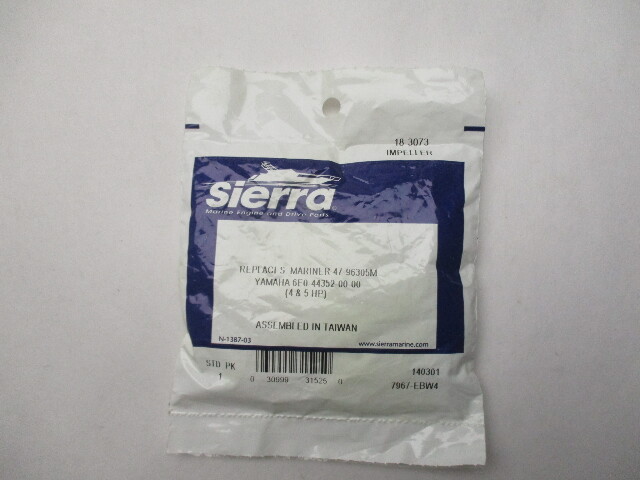 18-3073
IMPELLER
Sierra
Marine Engine and Drive Parts
REPLACES MARINER 47-96305M
YAMAHA 6E0-44352-00-00
(4 & 5 HP)
ASSEMBLED IN TAIWAN
N-1387-03
www.sierramarine.com
STD PK
1
0 30999 31525 0
140301
7967-EBW4